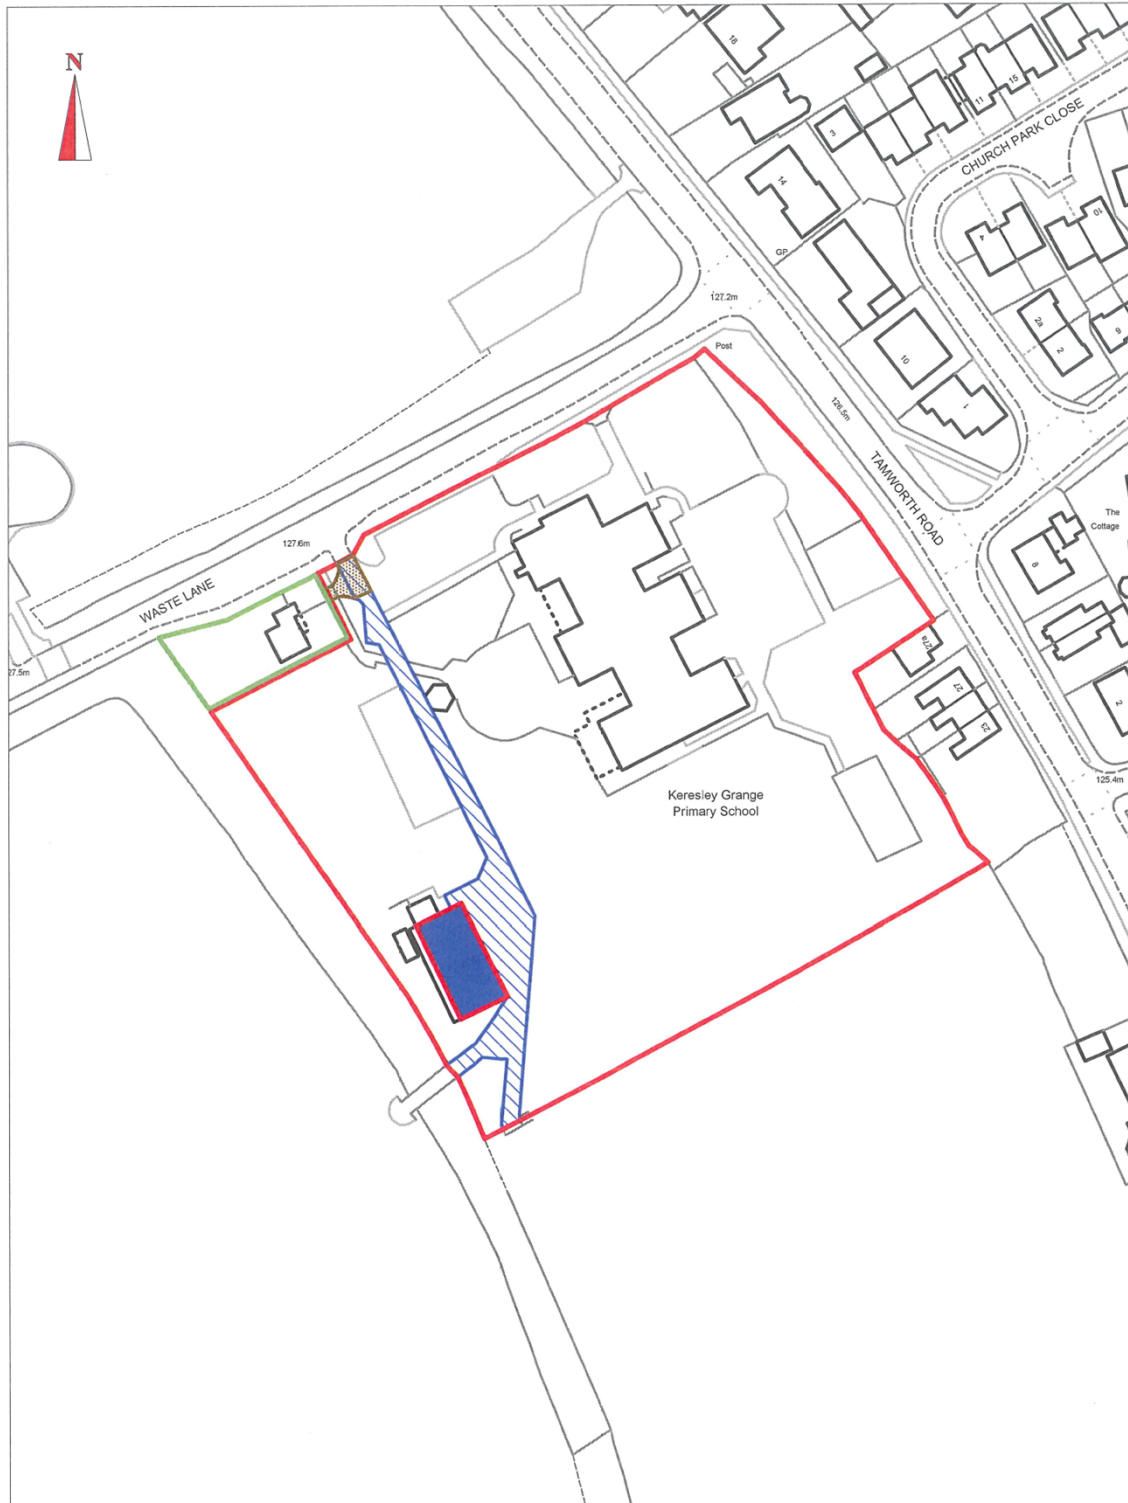 N
18
15
11
3
CHURCH PARK CLOSE
14
10
4
GP
127.2m
2a
2
9
10
Post
126.5m
1
TAMWORTH ROAD
The
Cottage
127.6m
8
WASTE LANE
27a
27.5m
27
2
23
125.4m
Keresley Grange
Primary School